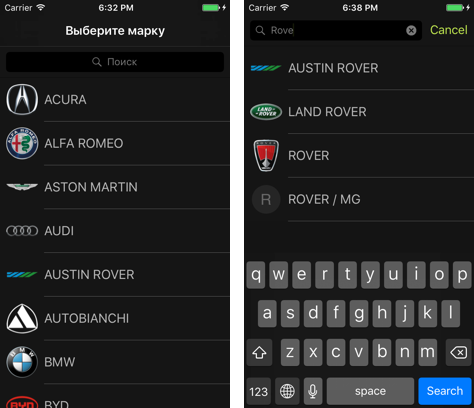 Carrier 6:32 PM
Выберите марку
Поиск
ACURA
ALFA ROMEO
ASTON MARTIN
AUDI
AUSTIN ROVER
AUTOBIANCHI
BMW
BYD
Carrier 6:38 PM
Rove Cancel
AUSTIN ROVER
LAND ROVER
ROVER
R ROVER / MG
q w e r t y u i o p
a s d f g h j k l
z x c v b n m
123 space Search